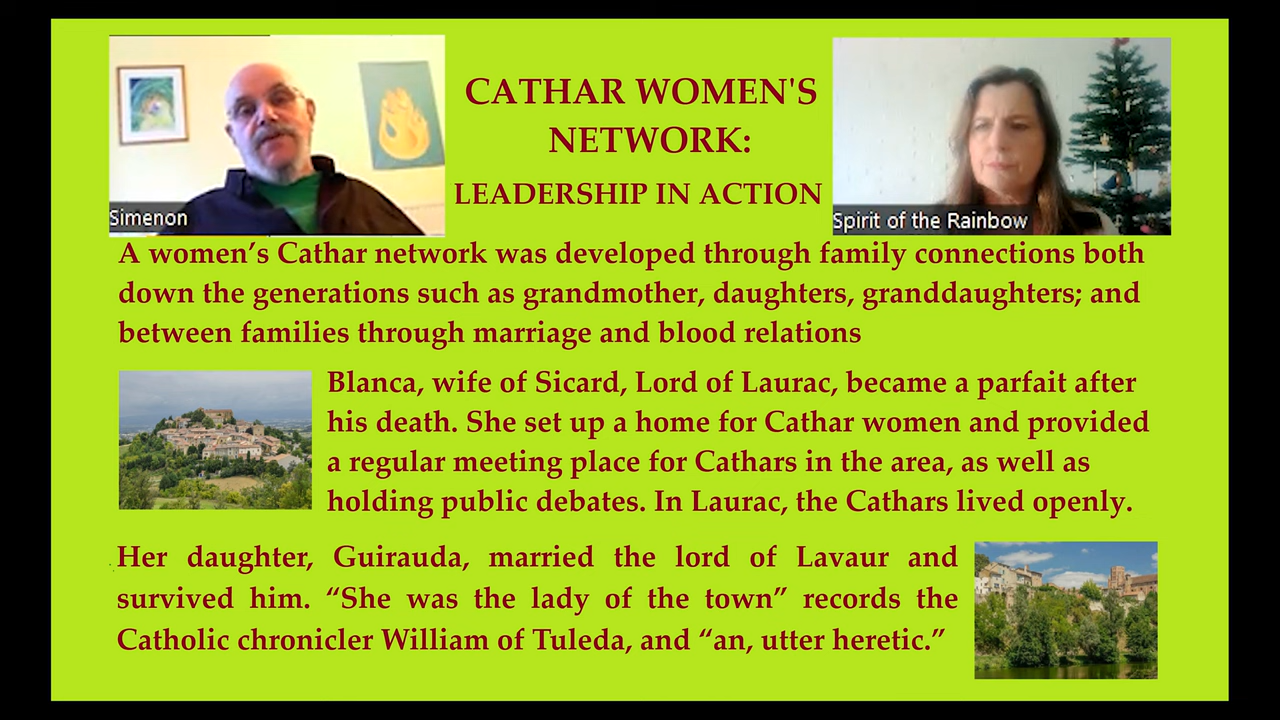 CATHAR WOMEN'S
NETWORK:
LEADERSHIP IN ACTION
Simenon
Spirit of the Rainbow
A women’s Cathar network was developed through family connections both
down the generations such as grandmother, daughters, granddaughters; and
between families through marriage and blood relations
Blanca, wife of Sicard, Lord of Laurac, became a parfait after
his death. She set up a home for Cathar women and provided
a regular meeting place for Cathars in the area, as well as
holding public debates. In Laurac, the Cathars lived openly.
Her daughter, Guirauda, married the lord of Lavaur and
survived him. “She was the lady of the town” records the
Catholic chronicler William of Tuleda, and “an, utter heretic.”